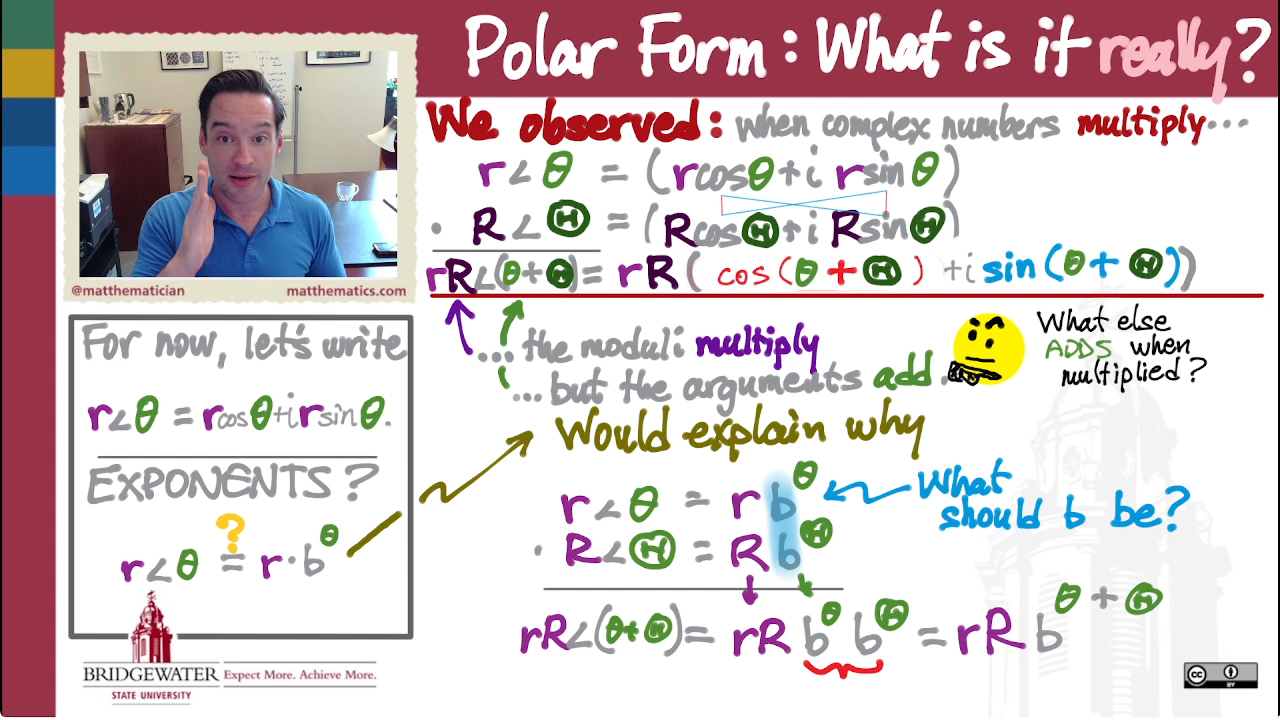 Polar Form: What is it really?
We observed: when complex numbers multiply...
r∠θ = (rcosθ+i rsinθ)
· R∠Θ = (RcosΘ+i RsinΘ)
rR∠(θ+Θ)= rR( cos(θ+Θ) +i sin(θ+Θ))
...the moduli multiply
...but the arguments add.
What else
ADDS when
multiplied?
@matthematician matthematics.com
For now, let's write
r∠θ = rcosθ+irsinθ.
EXPONENTS?
?
r∠θ = r·b^θ
Would explain why
r∠θ = r b^θ
· R∠Θ = R b^Θ
What
should b be?
rR∠(θ+Θ)= rR b^θ b^Θ = rR b^θ+Θ
BRIDGEWATER
STATE UNIVERSITY
Expect More. Achieve More.
cc
BY